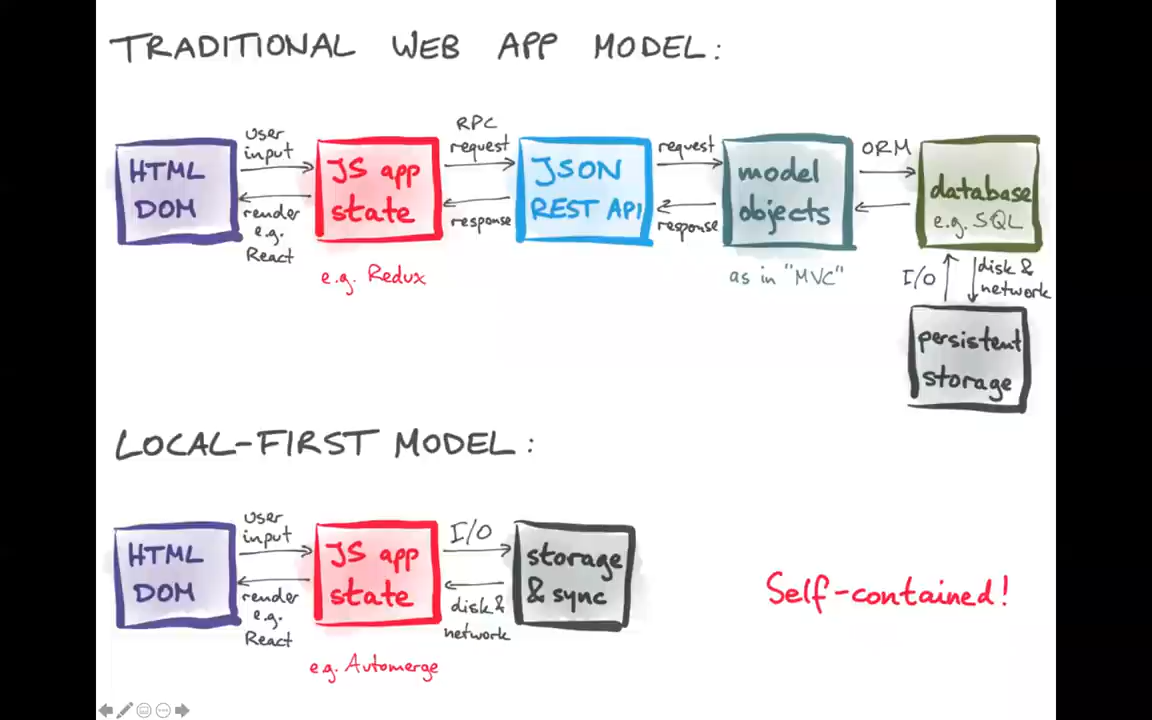 TRADITIONAL WEB APP MODEL:
HTML
DOM
user
input
render
e.g.
React
JS app
state
e.g. Redux
RPC
request
response
JSON
REST API
request
response
model
objects
as in "MVC"
ORM
database
e.g. SQL
I/O
disk &
network
persistent
storage
LOCAL-FIRST MODEL:
HTML
DOM
user
input
render
e.g.
React
JS app
state
e.g. Automerge
I/O
disk &
network
storage
& sync
Self-contained!